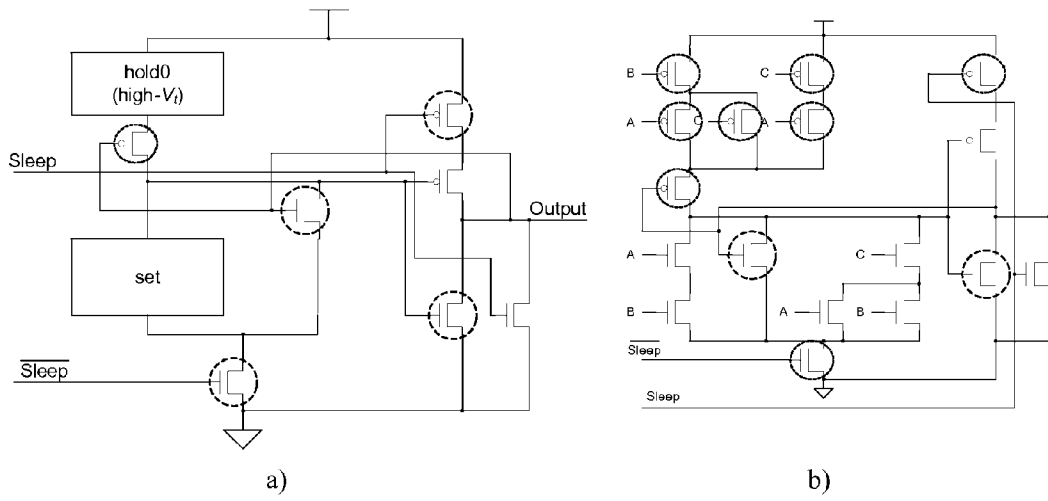 hold0
(high-Vt)
Sleep
set
Output
Sleep
a)
B
C
A
C
A
A
C
B
A
B
Sleep
Sleep
b)